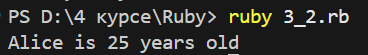 PS D:\4 курсе\Ruby> ruby 3_2.rb
Alice is 25 years old